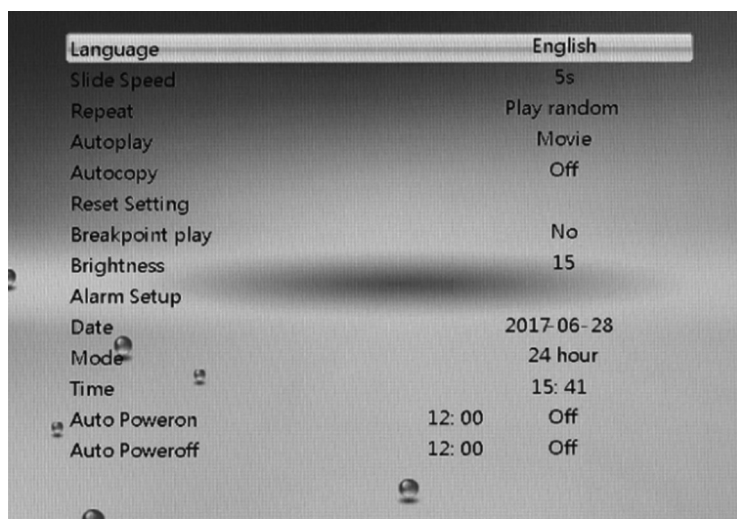 Language English
Slide Speed 5s
Repeat Play random
Autoplay Movie
Autocopy Off
Reset Setting
Breakpoint play No
Brightness 15
Alarm Setup
Date 2017-06-28
Mode 24 hour
Time 15: 41
Auto Poweron 12: 00 Off
Auto Poweroff 12: 00 Off